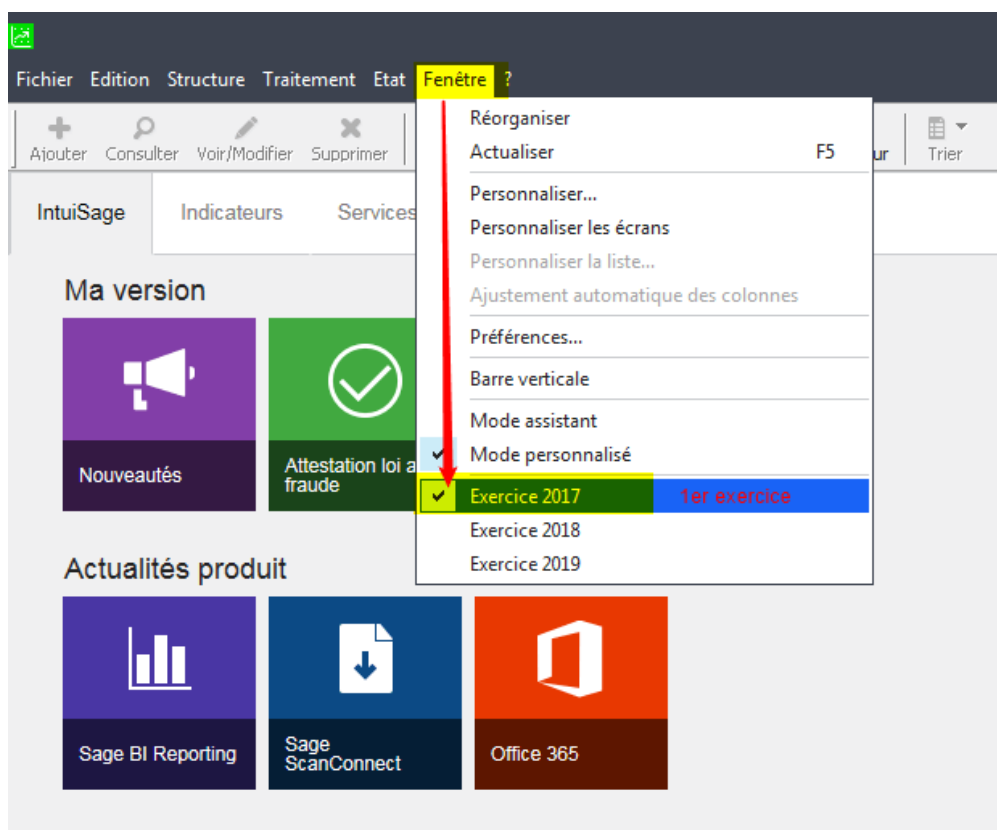 Fichier Edition Structure Traitement Etat Fenêtre ?
Ajouter Consulter Voir/Modifier Supprimer ur Trier
Réorganiser
Actualiser F5
Personnaliser...
Personnaliser les écrans
Personnaliser la liste...
Ajustement automatique des colonnes
Préférences...
Barre verticale
Mode assistant
Mode personnalisé
Exercice 2017 1er exercice
Exercice 2018
Exercice 2019
IntuiSage Indicateurs Services
Ma version
Nouveautés
Attestation loi a
fraude
Actualités produit
Sage BI Reporting
Sage
ScanConnect
Office 365